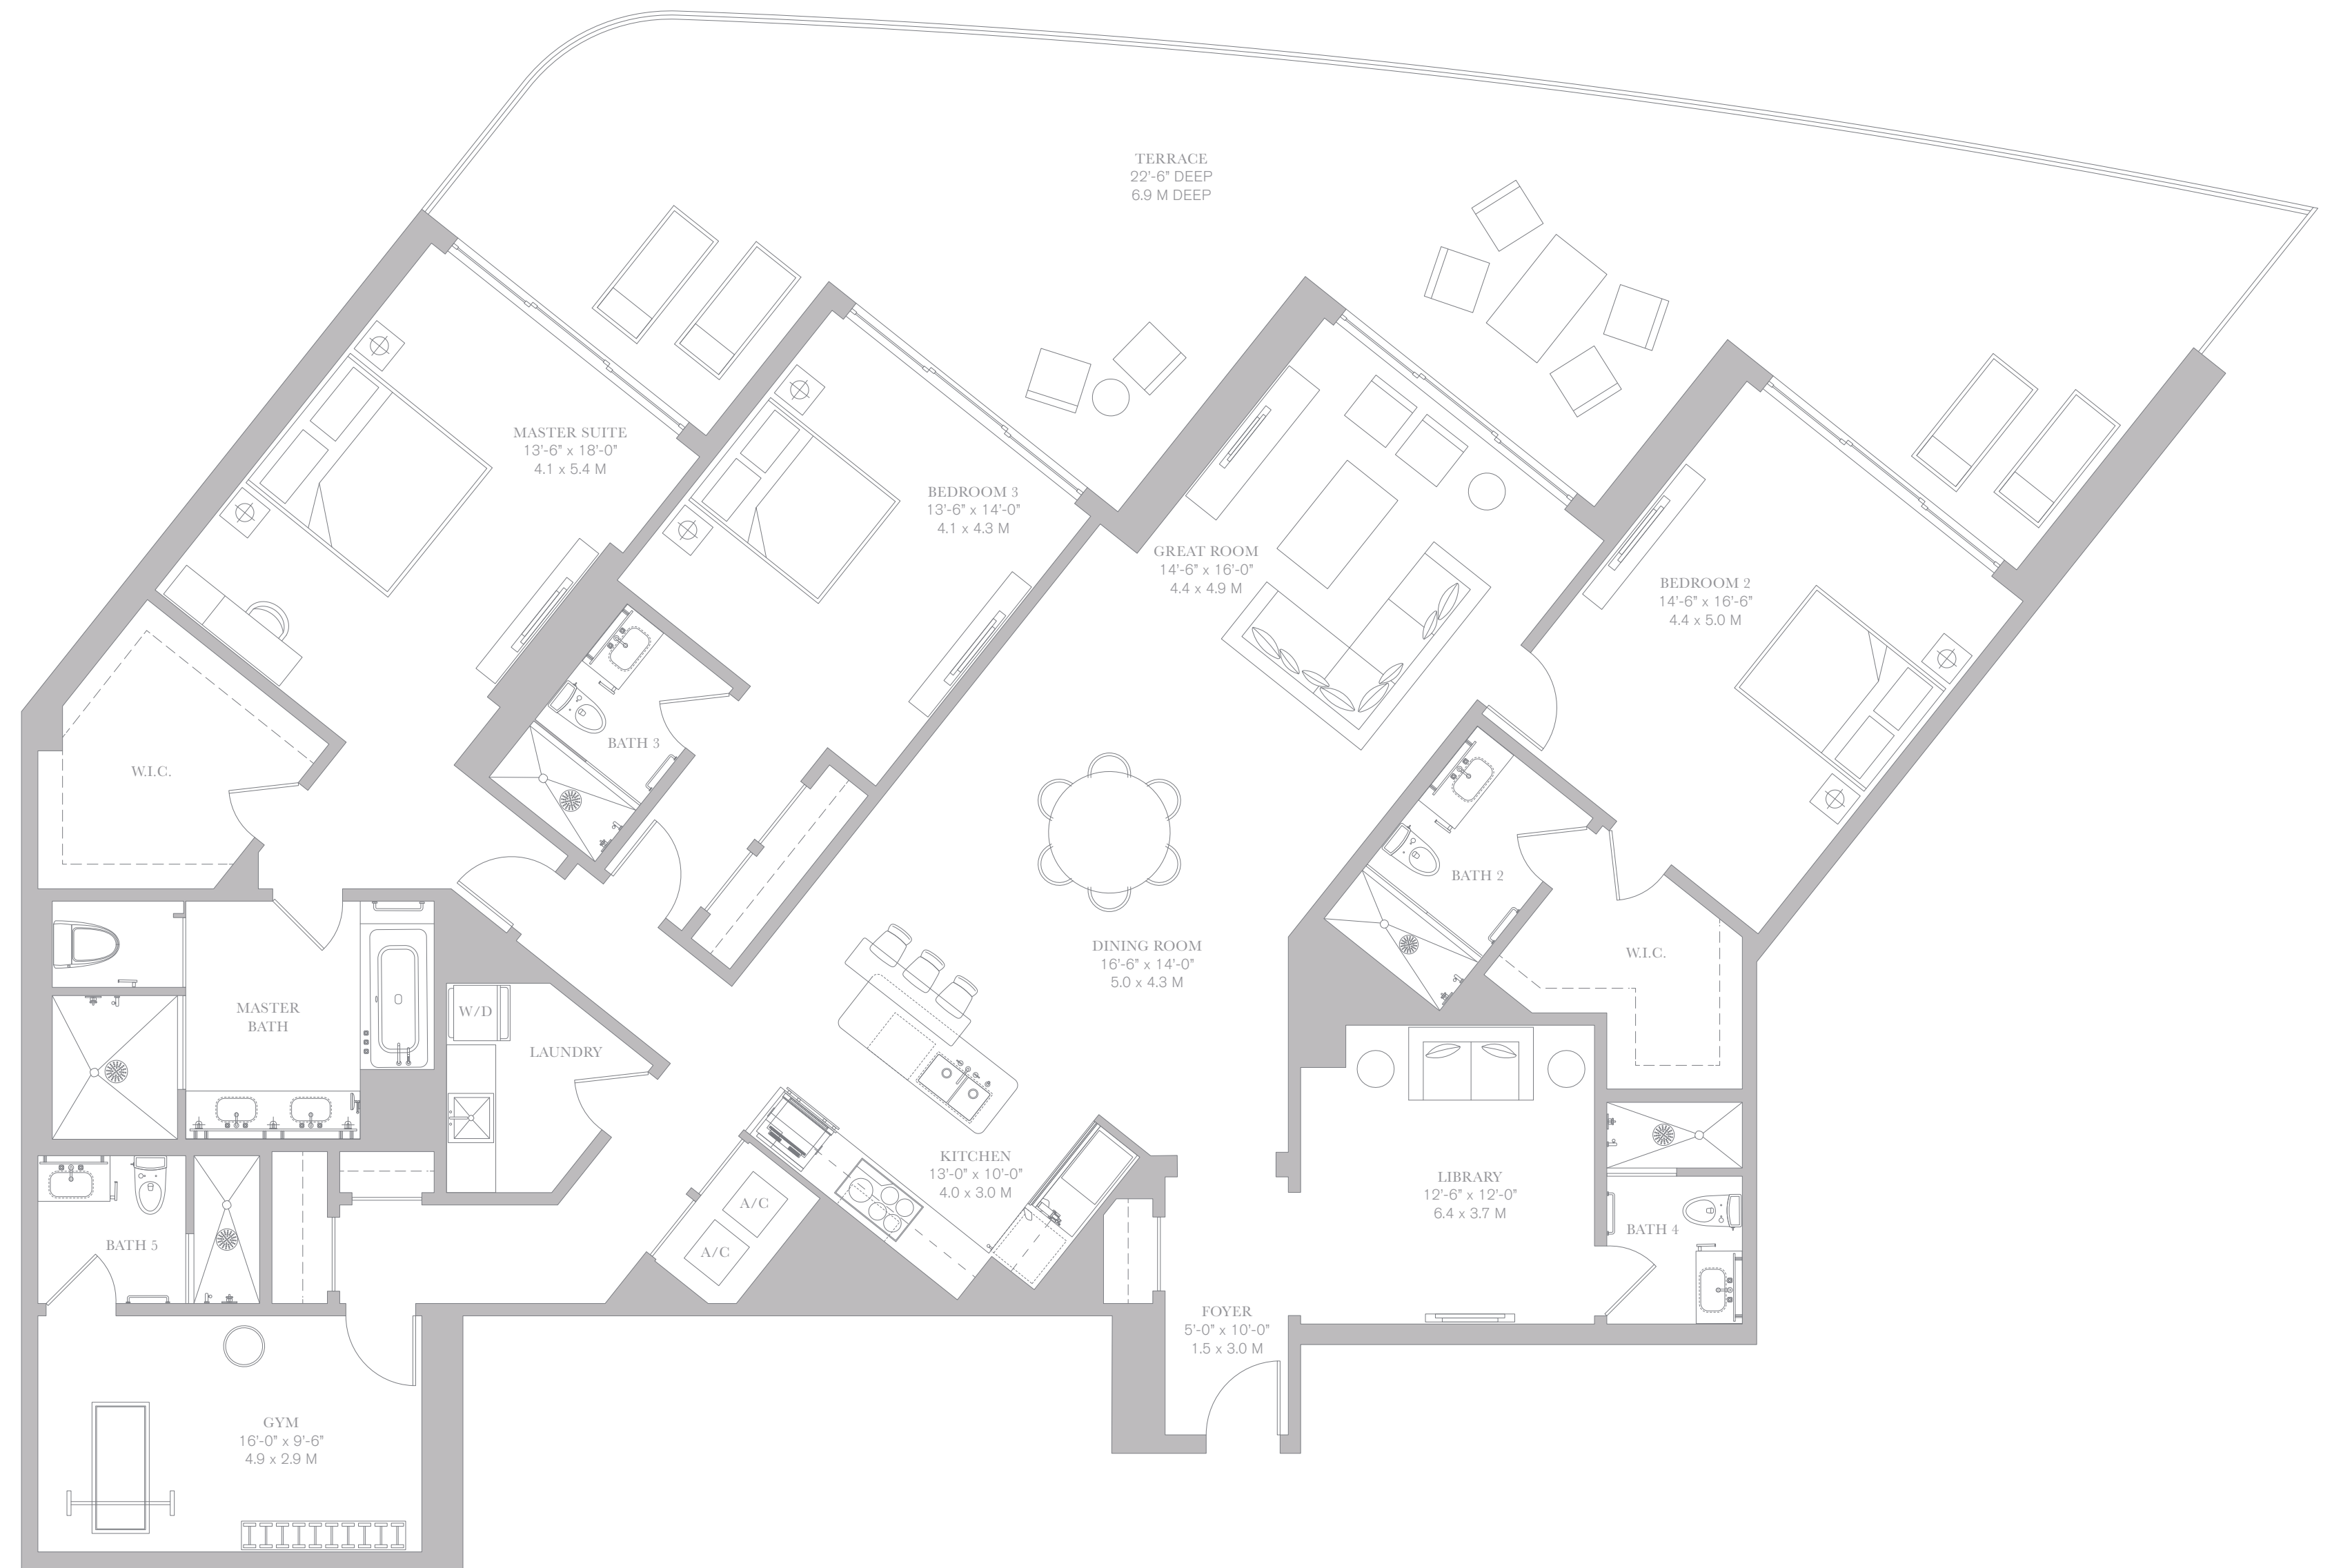 TERRACE
22'-6" DEEP
6.9 M DEEP
MASTER SUITE
13'-6" x 18'-0"
4.1 x 5.4 M
BEDROOM 3
13'-6" x 14'-0"
4.1 x 4.3 M
GREAT ROOM
14'-6" x 16'-0"
4.4 x 4.9 M
BEDROOM 2
14'-6" x 16'-6"
4.4 x 5.0 M
W.I.C.
BATH 3
BATH 2
DINING ROOM
16'-6" x 14'-0"
5.0 x 4.3 M
W.I.C.
MASTER
BATH
W/D
LAUNDRY
KITCHEN
13'-0" x 10'-0"
4.0 x 3.0 M
LIBRARY
12'-6" x 12'-0"
6.4 x 3.7 M
A/C
A/C
BATH 5
BATH 4
FOYER
5'-0" x 10'-0"
1.5 x 3.0 M
GYM
16'-0" x 9'-6"
4.9 x 2.9 M